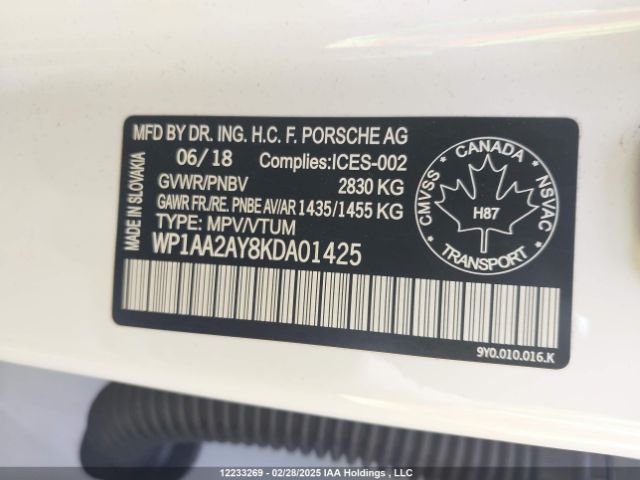 MFD BY DR. ING. H.C. F. PORSCHE AG
06/18 Complies:ICES-002
GVWR/PNBV 2830 KG
GAWR FR/RE. PNBE AV/AR 1435/1455 KG
TYPE: MPV/VTUM
WP1AA2AY8KDA01425
MADE IN SLOVAKIA
CANADA
CMVSS
NSVAC
H87
TRANSPORT
9Y0.010.016.K
12233269 - 02/28/2025 IAA Holdings , LLC